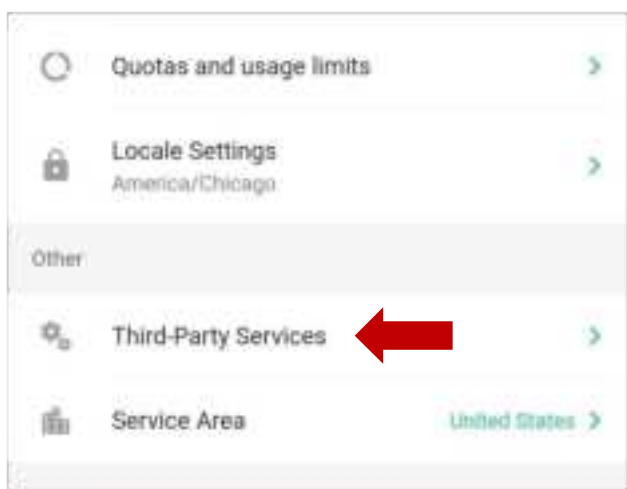 Quotas and usage limits
Locale Settings
America/Chicago
Other
Third-Party Services
Service Area
United States